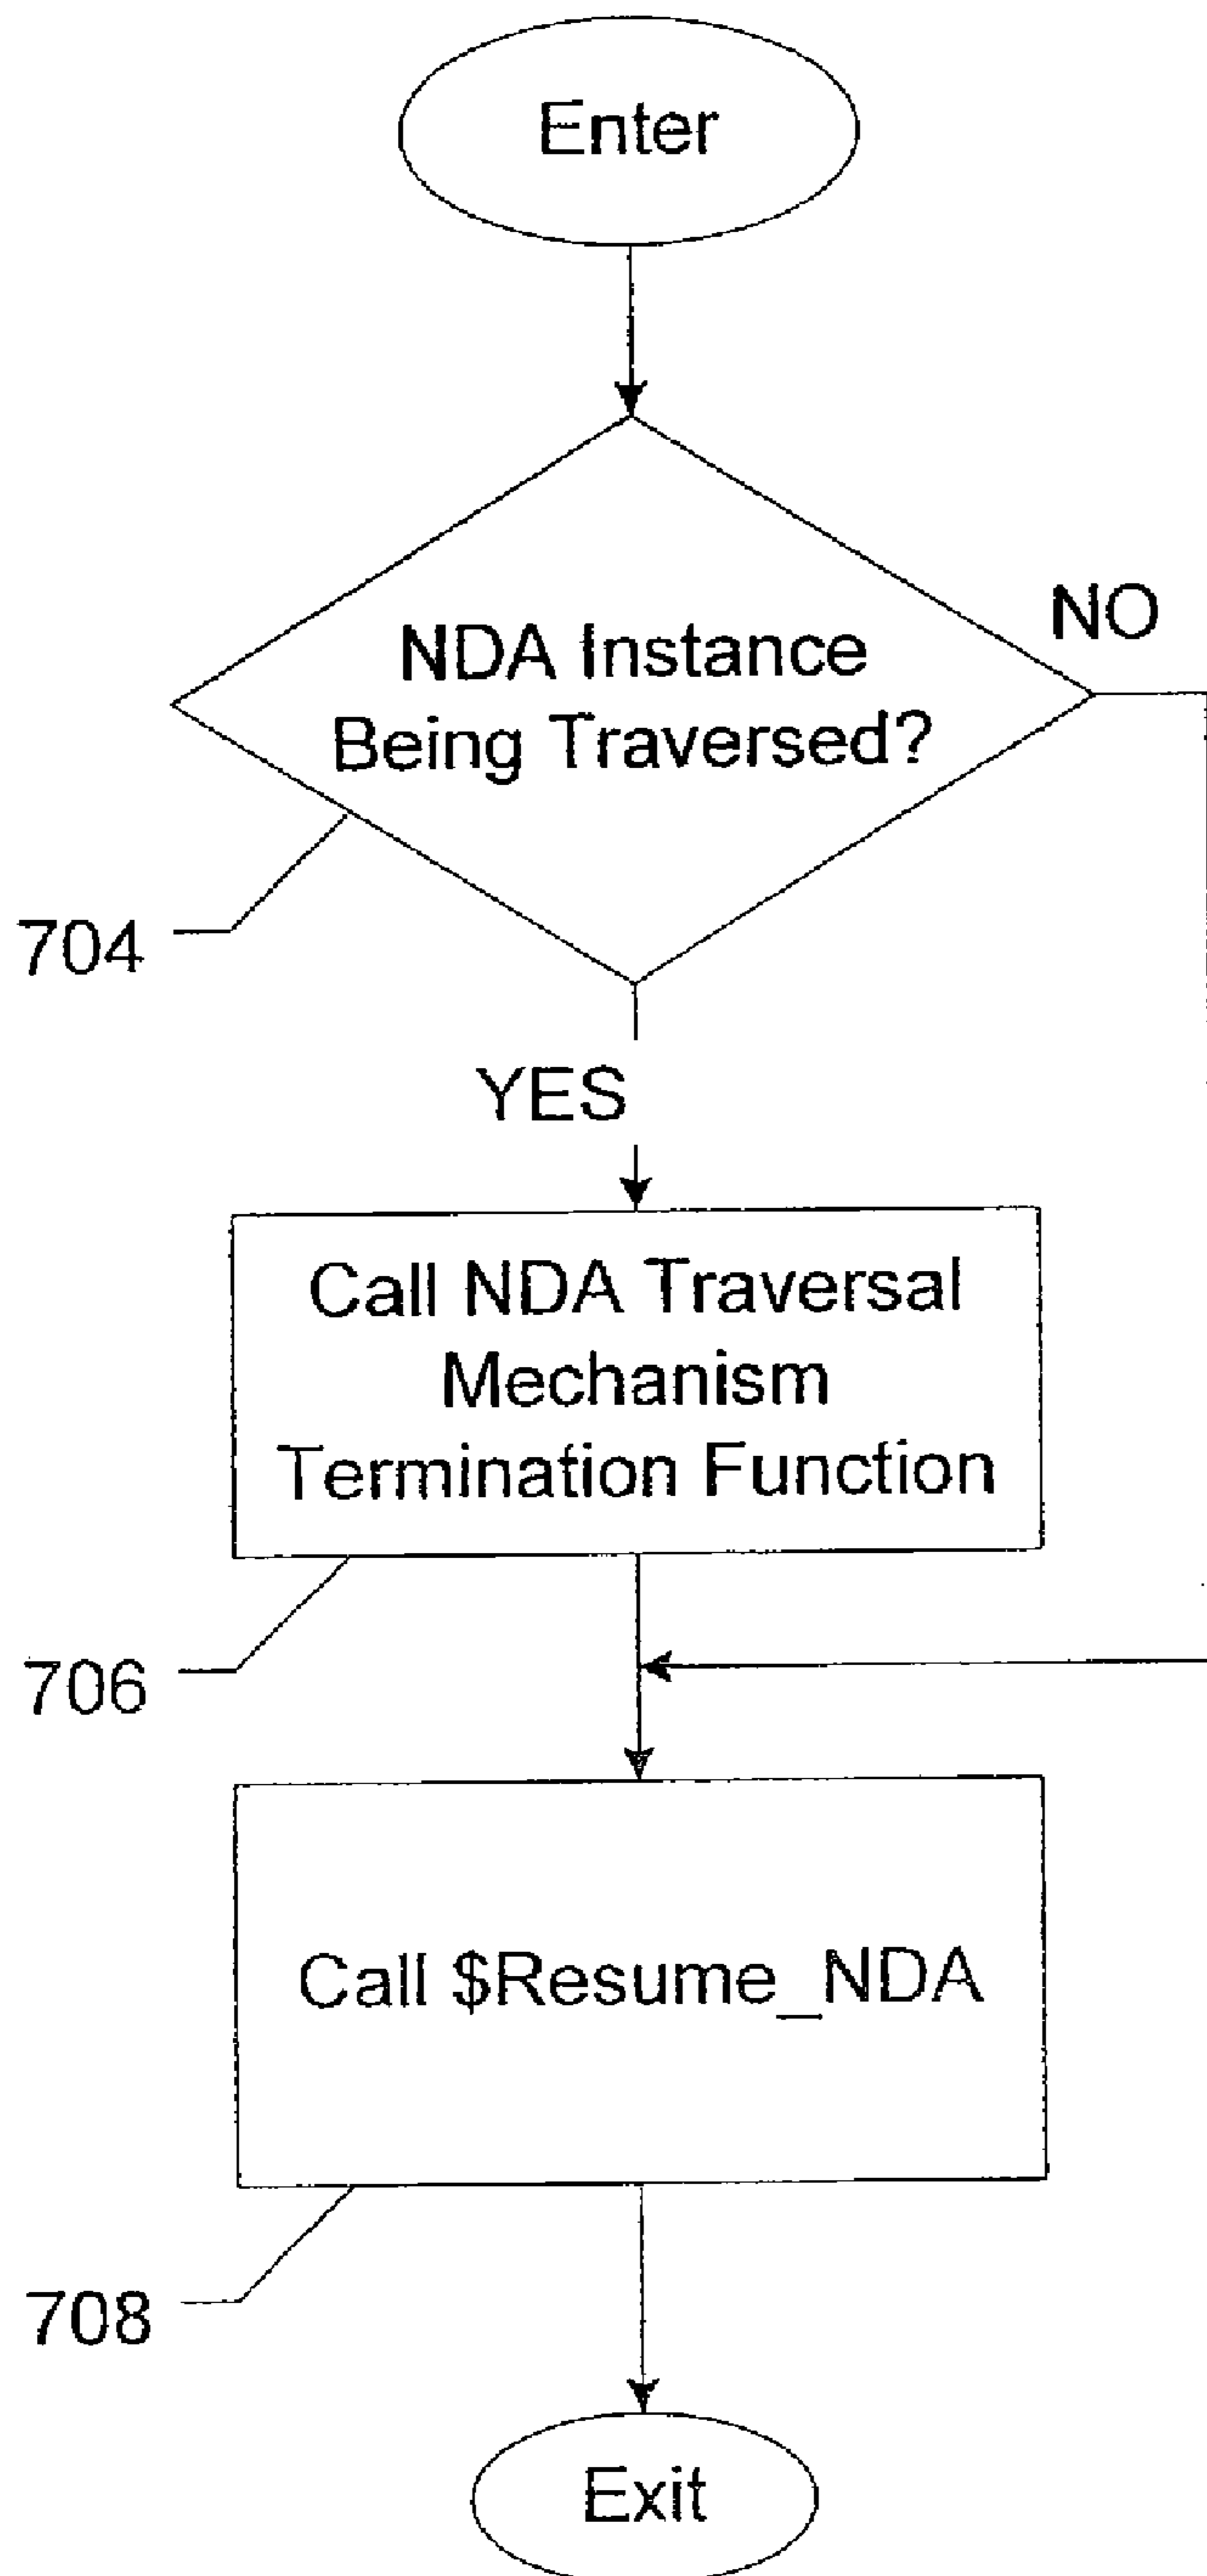 Enter
NDA Instance
Being Traversed?
NO
704
YES
Call NDA Traversal
Mechanism
Termination Function
706
Call $Resume_NDA
708
Exit